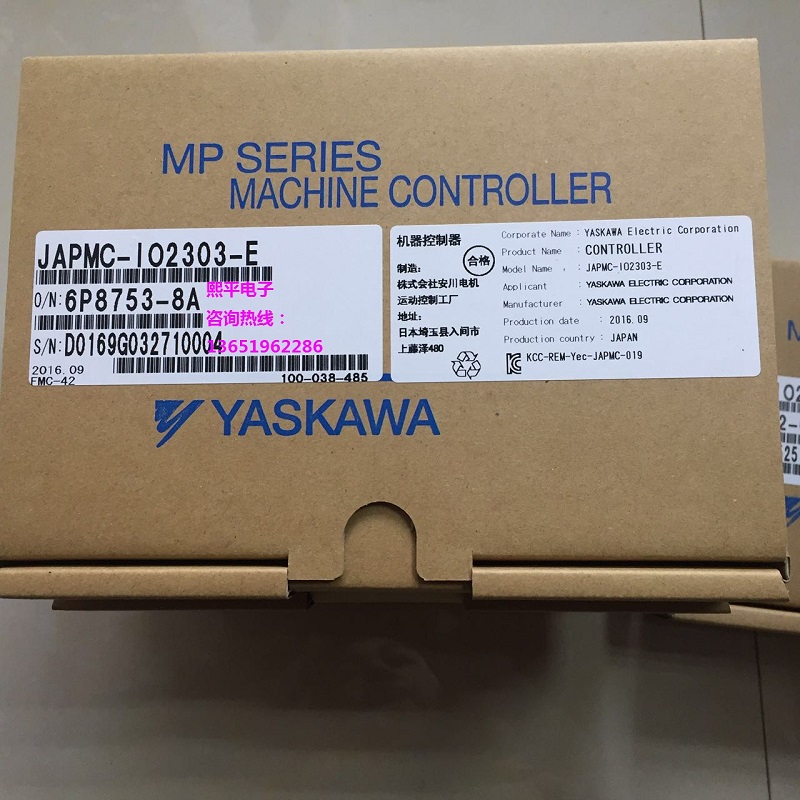 MP SERIES
MACHINE CONTROLLER
JAPMC-IO2303-E
O/N:6P8753-8A
S/N:D0169G032710004
2016.09
FMC-42
100-038-485
熙平电子
咨询热线：
13651962286
机器控制器
合格
制造:
株式会社安川電机
运动控制工厂
地址:
日本埼玉县入间市
上藤泽480
Corporate Name : YASKAWA Electric Corporation
Product Name : CONTROLLER
Model Name : JAPMC-IO2303-E
Applicant : YASKAWA ELECTRIC CORPORATION
Manufacturer : YASKAWA ELECTRIC CORPORATION
Production date : 2016.09
Production country : JAPAN
KCC-REM-Yec-JAPMC-019
YASKAWA
MP